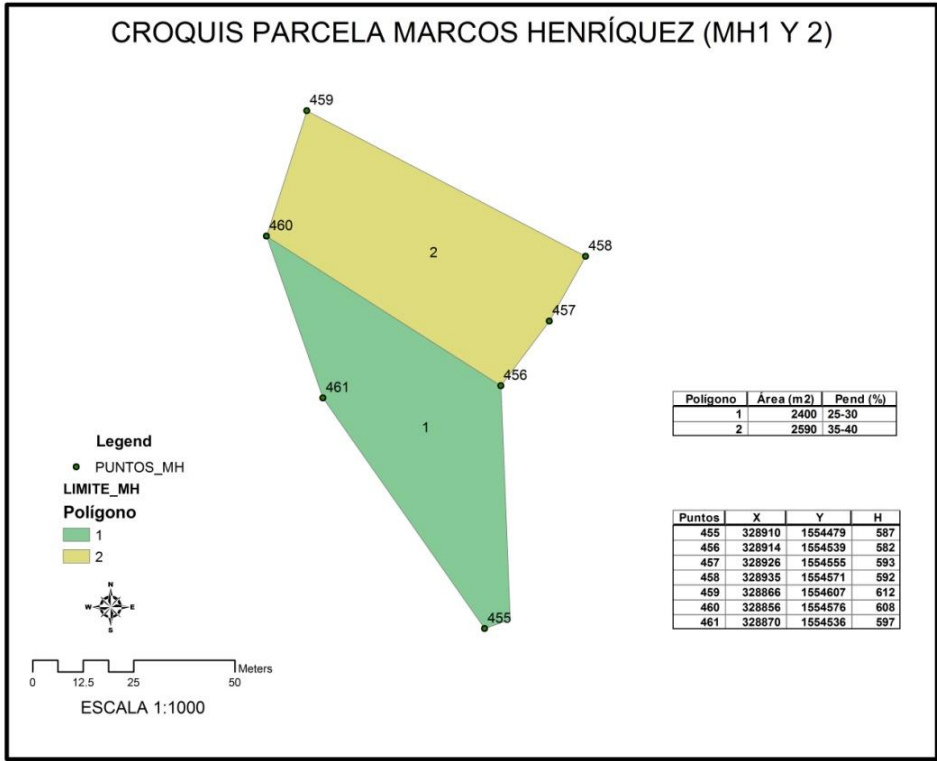 CROQUIS PARCELA MARCOS HENRÍQUEZ (MH1 Y 2)
459
460
2
458
457
456
461
1
455
Polígono Área (m2) Pend (%)
1 2400 25-30
2 2590 35-40
Legend
PUNTOS_MH
LIMITE_MH
Polígono
1
2
N
W E
S
Puntos X Y H
455 328910 1554479 587
456 328914 1554539 582
457 328926 1554555 593
458 328935 1554571 592
459 328866 1554607 612
460 328856 1554576 608
461 328870 1554536 597
Meters
0 12.5 25 50
ESCALA 1:1000